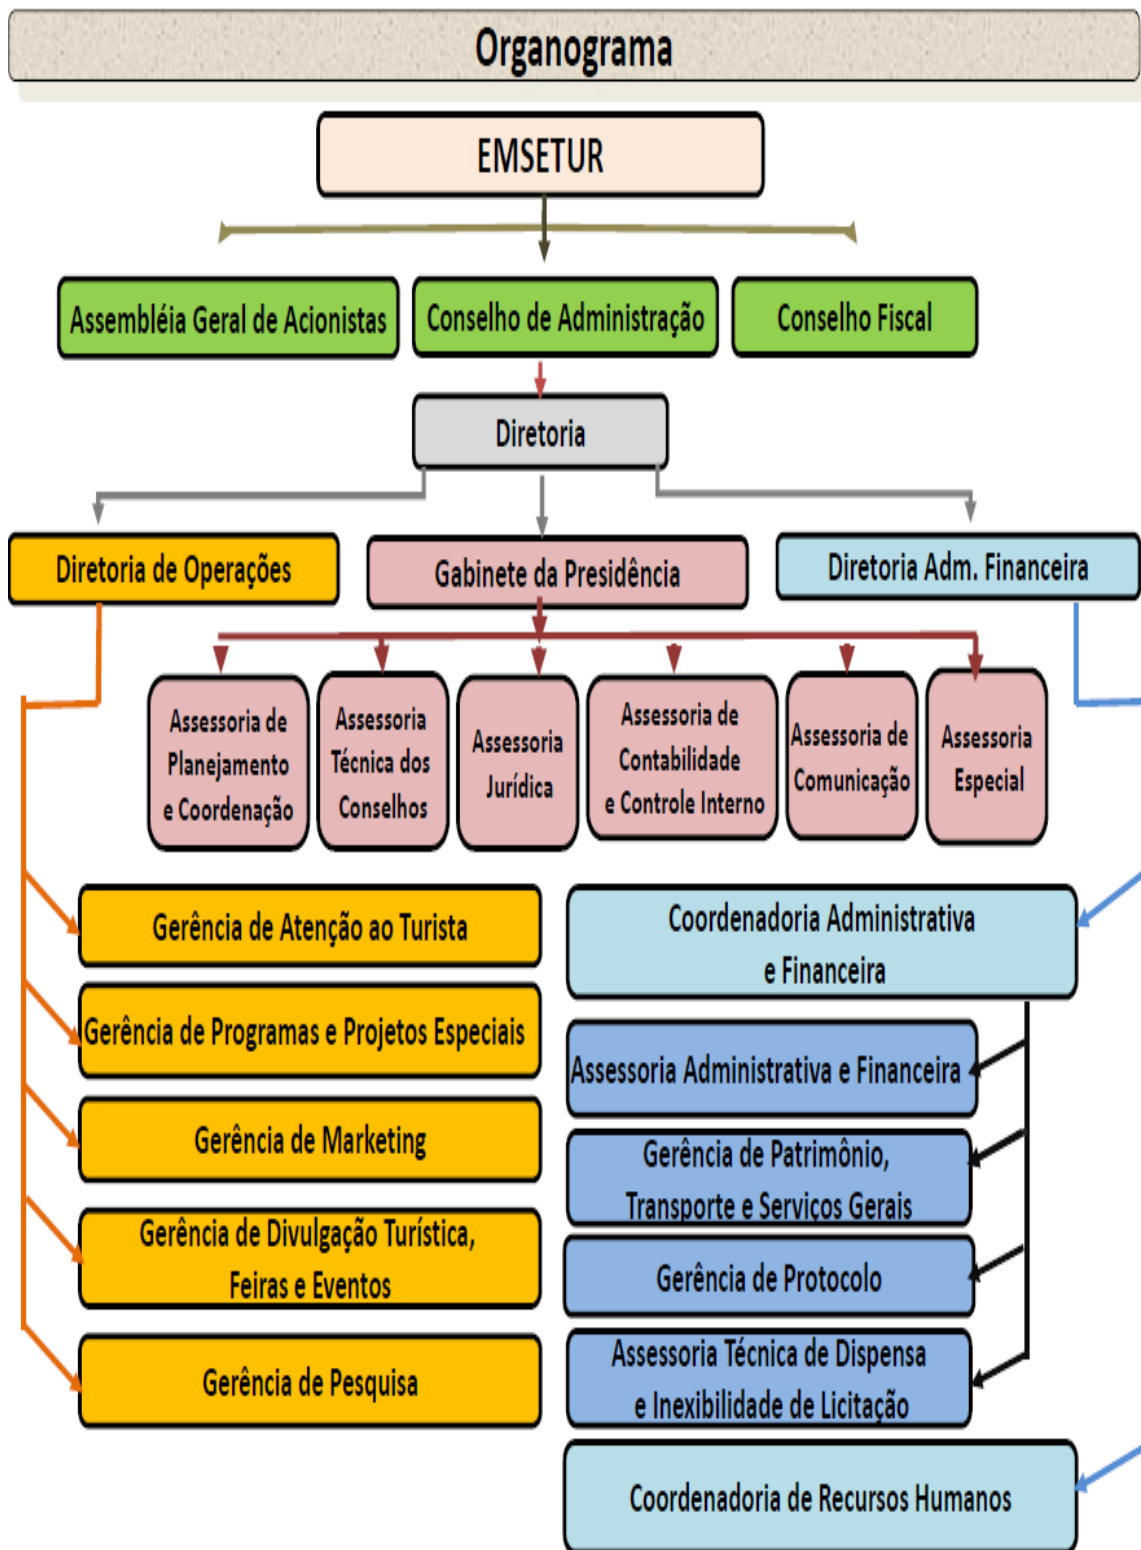 Organograma
EMSETUR
Assembléia Geral de Acionistas
Conselho de Administração
Conselho Fiscal
Diretoria
Diretoria de Operações
Gabinete da Presidência
Diretoria Adm. Financeira
Assessoria de
Planejamento
e Coordenação
Assessoria
Técnica dos
Conselhos
Assessoria
Jurídica
Assessoria de
Contabilidade
e Controle Interno
Assessoria de
Comunicação
Assessoria
Especial
Gerência de Atenção ao Turista
Gerência de Programas e Projetos Especiais
Gerência de Marketing
Gerência de Divulgação Turística,
Feiras e Eventos
Gerência de Pesquisa
Coordenadoria Administrativa
e Financeira
Assessoria Administrativa e Financeira
Gerência de Patrimônio,
Transporte e Serviços Gerais
Gerência de Protocolo
Assessoria Técnica de Dispensa
e Inexibilidade de Licitação
Coordenadoria de Recursos Humanos